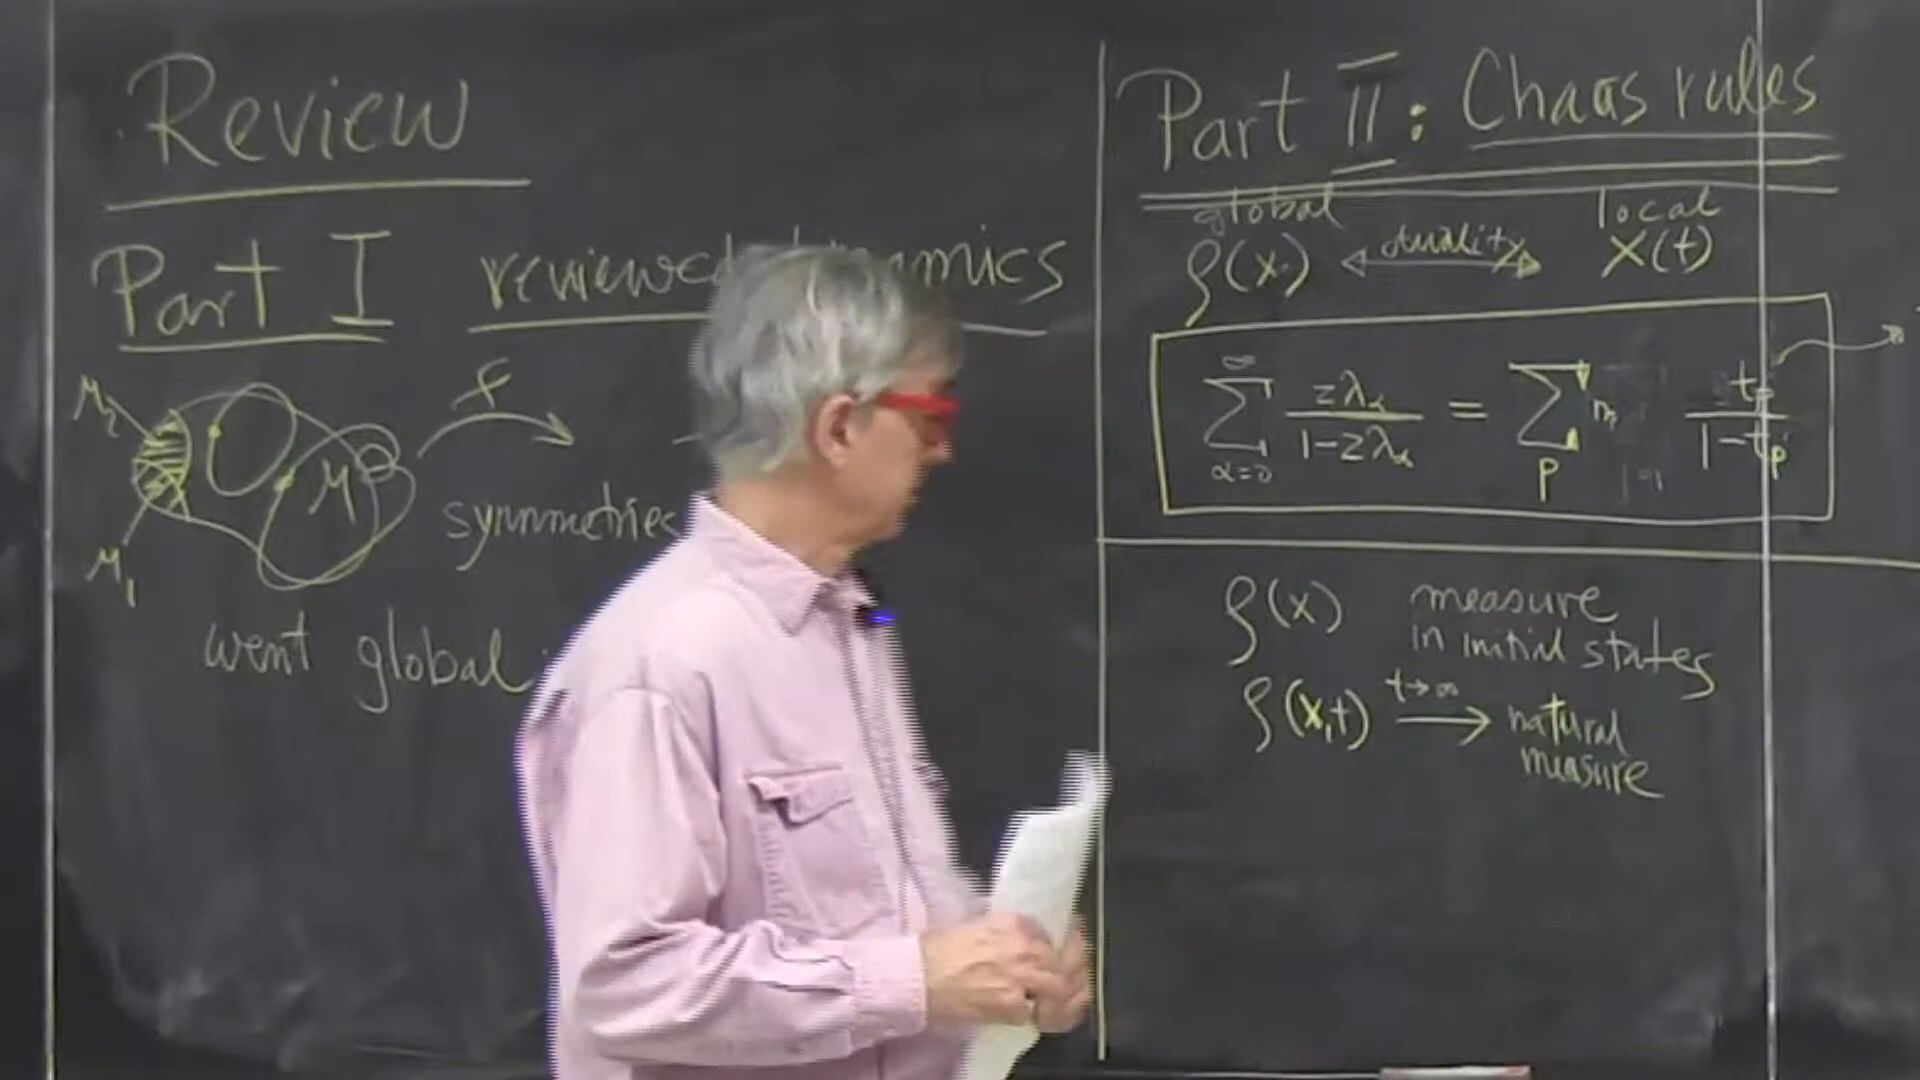 Review
Part I reviewed dynamics
M₂
f
M
symmetries
M₁
went global
Part II: Chaos rules
global local
ρ(x) ⟷ duality x(t)
∞
∑ zλα / 1-zλα = ∑ np tp / 1-tp
α=0 p
ρ(x) measure
in initial states
ρ(x,t) t→∞ natural
measure